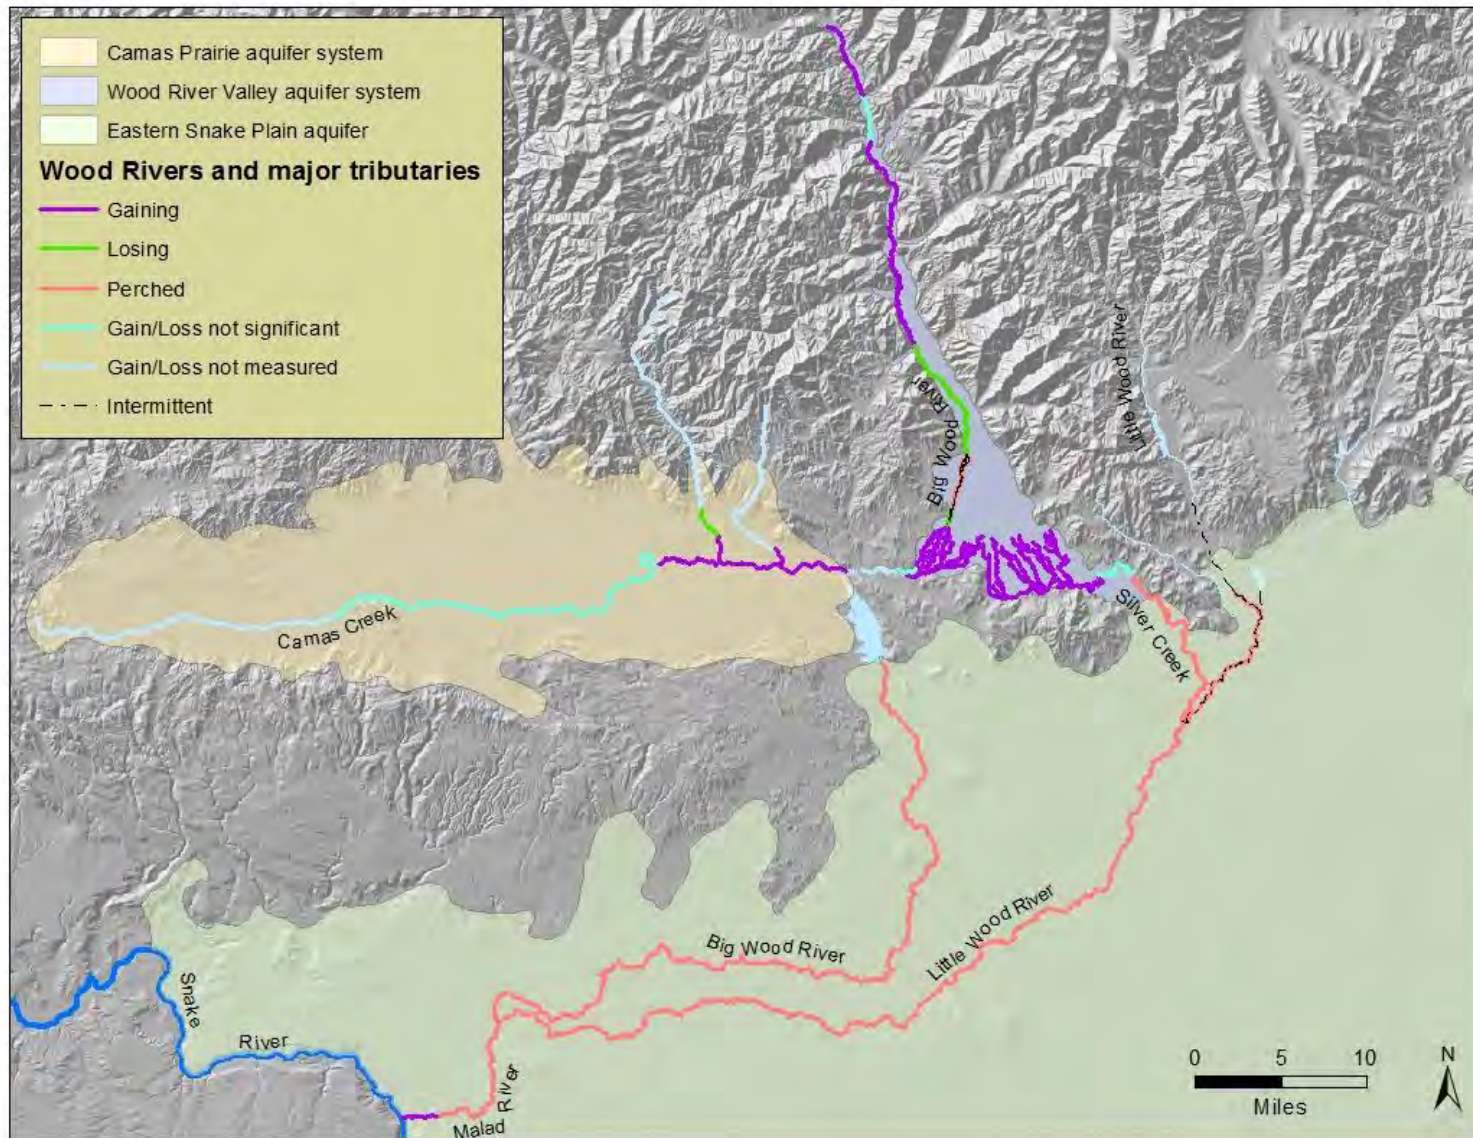 Camas Prairie aquifer system
Wood River Valley aquifer system
Eastern Snake Plain aquifer
Wood Rivers and major tributaries
Gaining
Losing
Perched
Gain/Loss not significant
Gain/Loss not measured
Intermittent
Little Wood River
Big Wood River
Camas Creek
Silver Creek
Big Wood River
Little Wood River
Snake River
Malad River
0 5 10
Miles
N